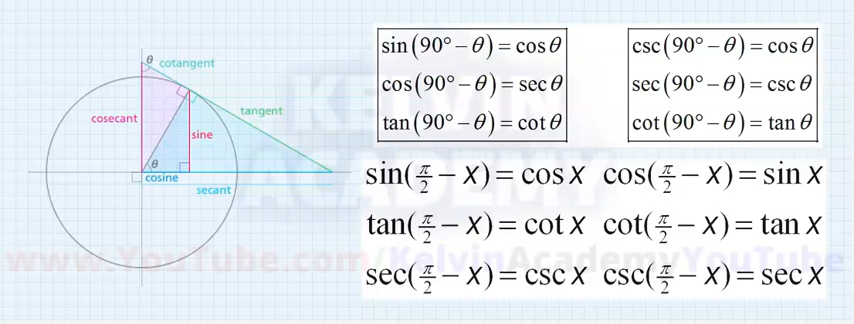 θ
cotangent
cosecant
tangent
sine
θ
cosine
secant
sin(90° − θ) = cos θ
cos(90° − θ) = sec θ
tan(90° − θ) = cot θ
csc(90° − θ) = cos θ
sec(90° − θ) = csc θ
cot(90° − θ) = tan θ
sin(π/2 − x) = cos x cos(π/2 − x) = sin x
tan(π/2 − x) = cot x cot(π/2 − x) = tan x
sec(π/2 − x) = csc x csc(π/2 − x) = sec x
KELVIN
ACADEMY
www.YouTube.com/KelvinAcademyYouTube